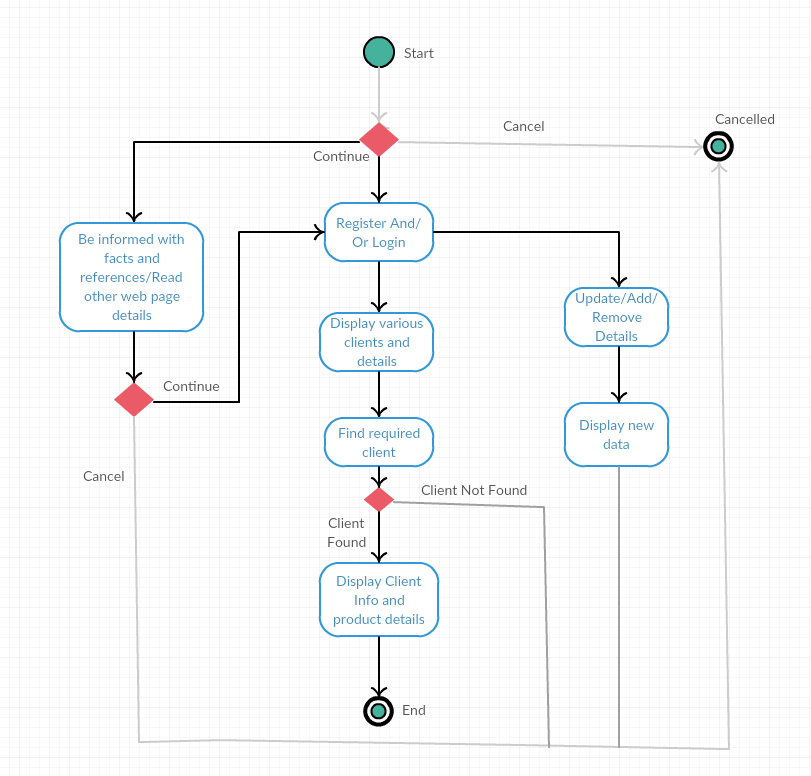 Start
Cancelled
Cancel
Continue
Register And/
Or Login
Be informed with
facts and
references/Read
other web page
details
Update/Add/
Remove
Details
Display various
clients and
details
Continue
Find required
client
Display new
data
Cancel
Client Not Found
Client
Found
Display Client
Info and
product details
End